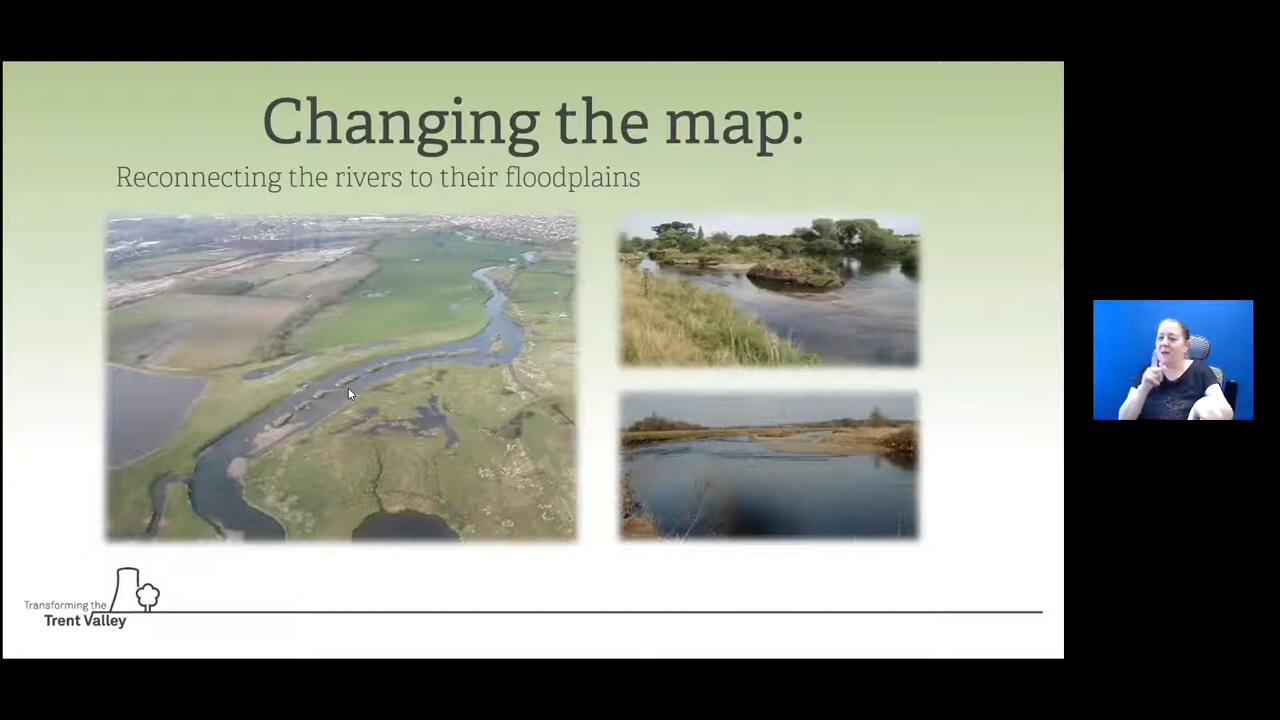 Changing the map:
Reconnecting the rivers to their floodplains
Transforming the
Trent Valley